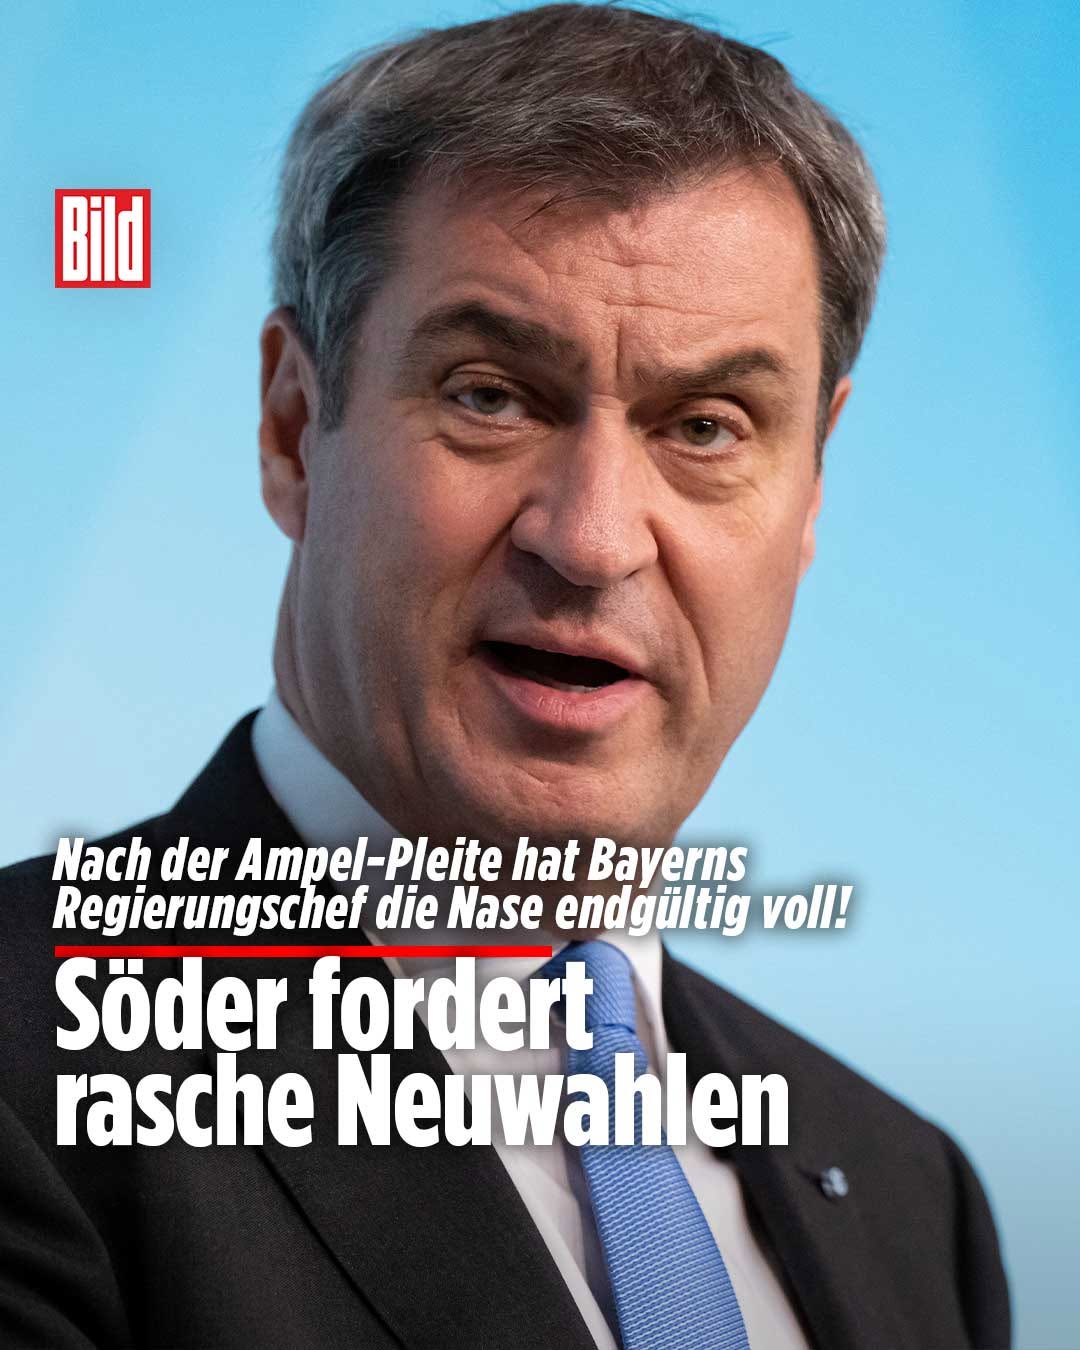 Bild
Nach der Ampel-Pleite hat Bayerns
Regierungschef die Nase endgültig voll!
Söder fordert
rasche Neuwahlen